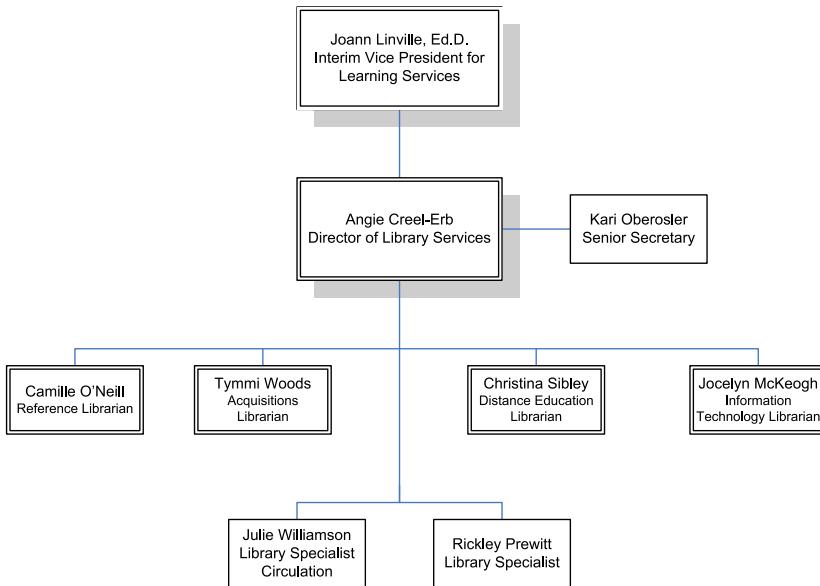 Joann Linville, Ed.D.
Interim Vice President for
Learning Services
Angie Creel-Erb
Director of Library Services
Kari Oberosler
Senior Secretary
Camille O’Neill
Reference Librarian
Tymmi Woods
Acquisitions
Librarian
Christina Sibley
Distance Education
Librarian
Jocelyn McKeogh
Information
Technology Librarian
Julie Williamson
Library Specialist
Circulation
Rickley Prewitt
Library Specialist